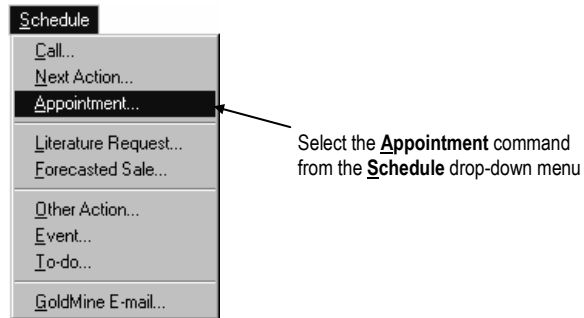 Schedule
Call...
Next Action...
Appointment...
Literature Request...
Forecasted Sale...
Other Action...
Event...
To-do...
GoldMine E-mail...
Select the Appointment command
from the Schedule drop-down menu